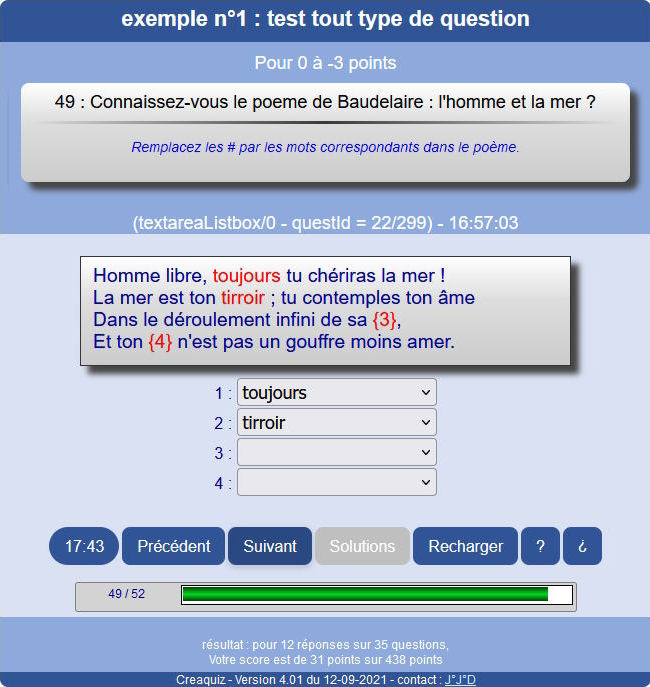 exemple n°1 : test tout type de question
Pour 0 à -3 points
49 : Connaissez-vous le poeme de Baudelaire : l'homme et la mer ?
Remplacez les # par les mots correspondants dans le poème.
(textareaListbox/0 - questId = 22/299) - 16:57:03
Homme libre, toujours tu chériras la mer !
La mer est ton tirroir ; tu contemples ton âme
Dans le déroulement infini de sa {3},
Et ton {4} n'est pas un gouffre moins amer.
1 : toujours
2 : tirroir
3 :
4 :
17:43 Précédent Suivant Solutions Recharger ? ¿
49 / 52
résultat : pour 12 réponses sur 35 questions,
Votre score est de 31 points sur 438 points
Creaquiz - Version 4.01 du 12-09-2021 - contact : J°J°D